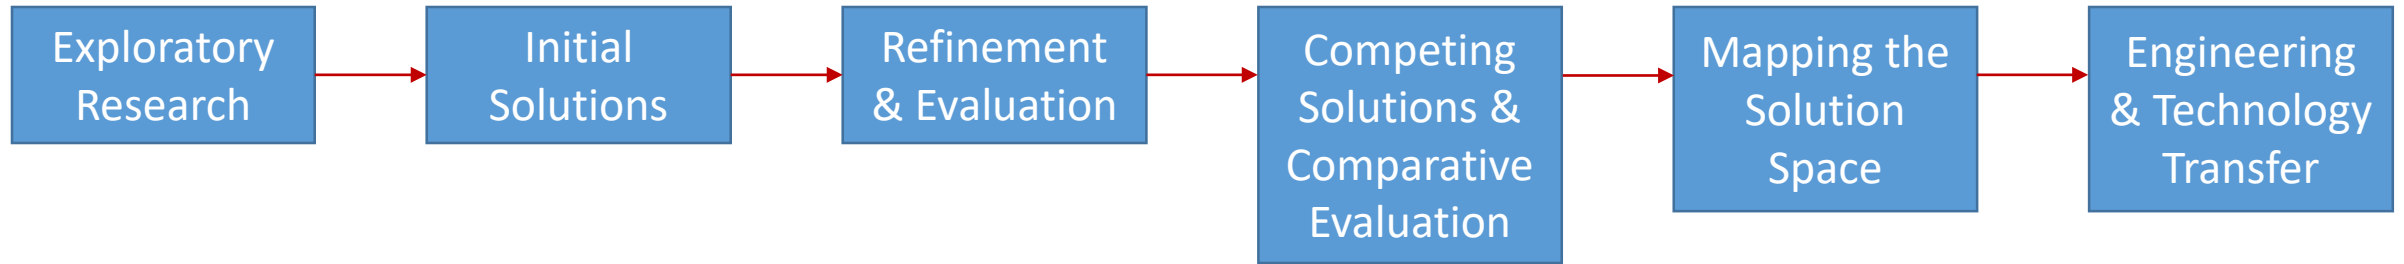 Exploratory
Research
Initial
Solutions
Refinement
& Evaluation
Competing
Solutions &
Comparative
Evaluation
Mapping the
Solution
Space
Engineering
& Technology
Transfer